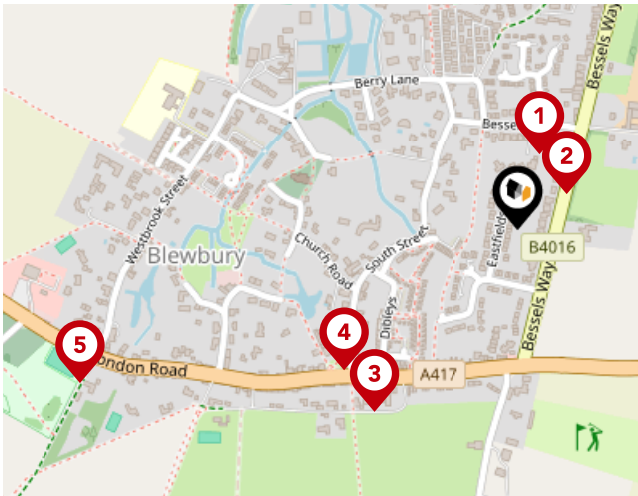 Bessels Way
Berry Lane
1
Besse
2
Westbrook Street
Eastfields
Blewbury
Church Road
South Street
B4016
Bessels Way
Dibleys
4
5
London Road
3
A417